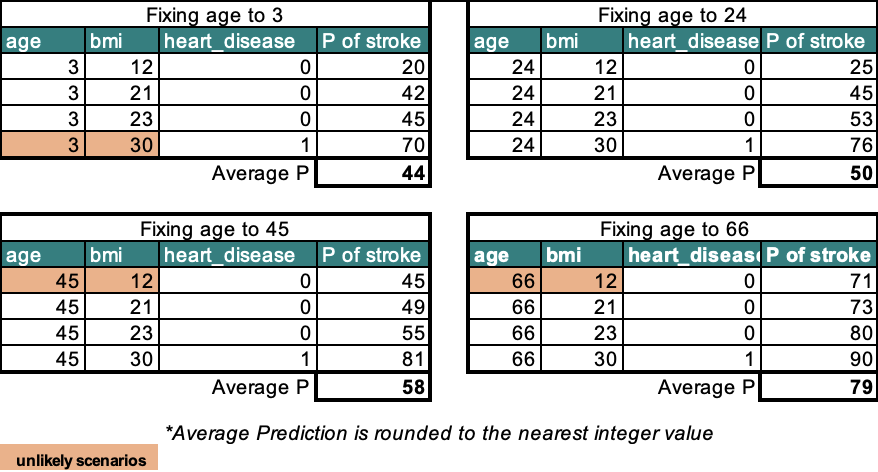 Fixing age to 3
age bmi heart_disease P of stroke
3 12 0 20
3 21 0 42
3 23 0 45
3 30 1 70
Average P 44
Fixing age to 24
age bmi heart_disease P of stroke
24 12 0 25
24 21 0 45
24 23 0 53
24 30 1 76
Average P 50
Fixing age to 45
age bmi heart_disease P of stroke
45 12 0 45
45 21 0 49
45 23 0 55
45 30 1 81
Average P 58
Fixing age to 66
age bmi heart_diseas P of stroke
66 12 0 71
66 21 0 73
66 23 0 80
66 30 1 90
Average P 79
*Average Prediction is rounded to the nearest integer value
unlikely scenarios